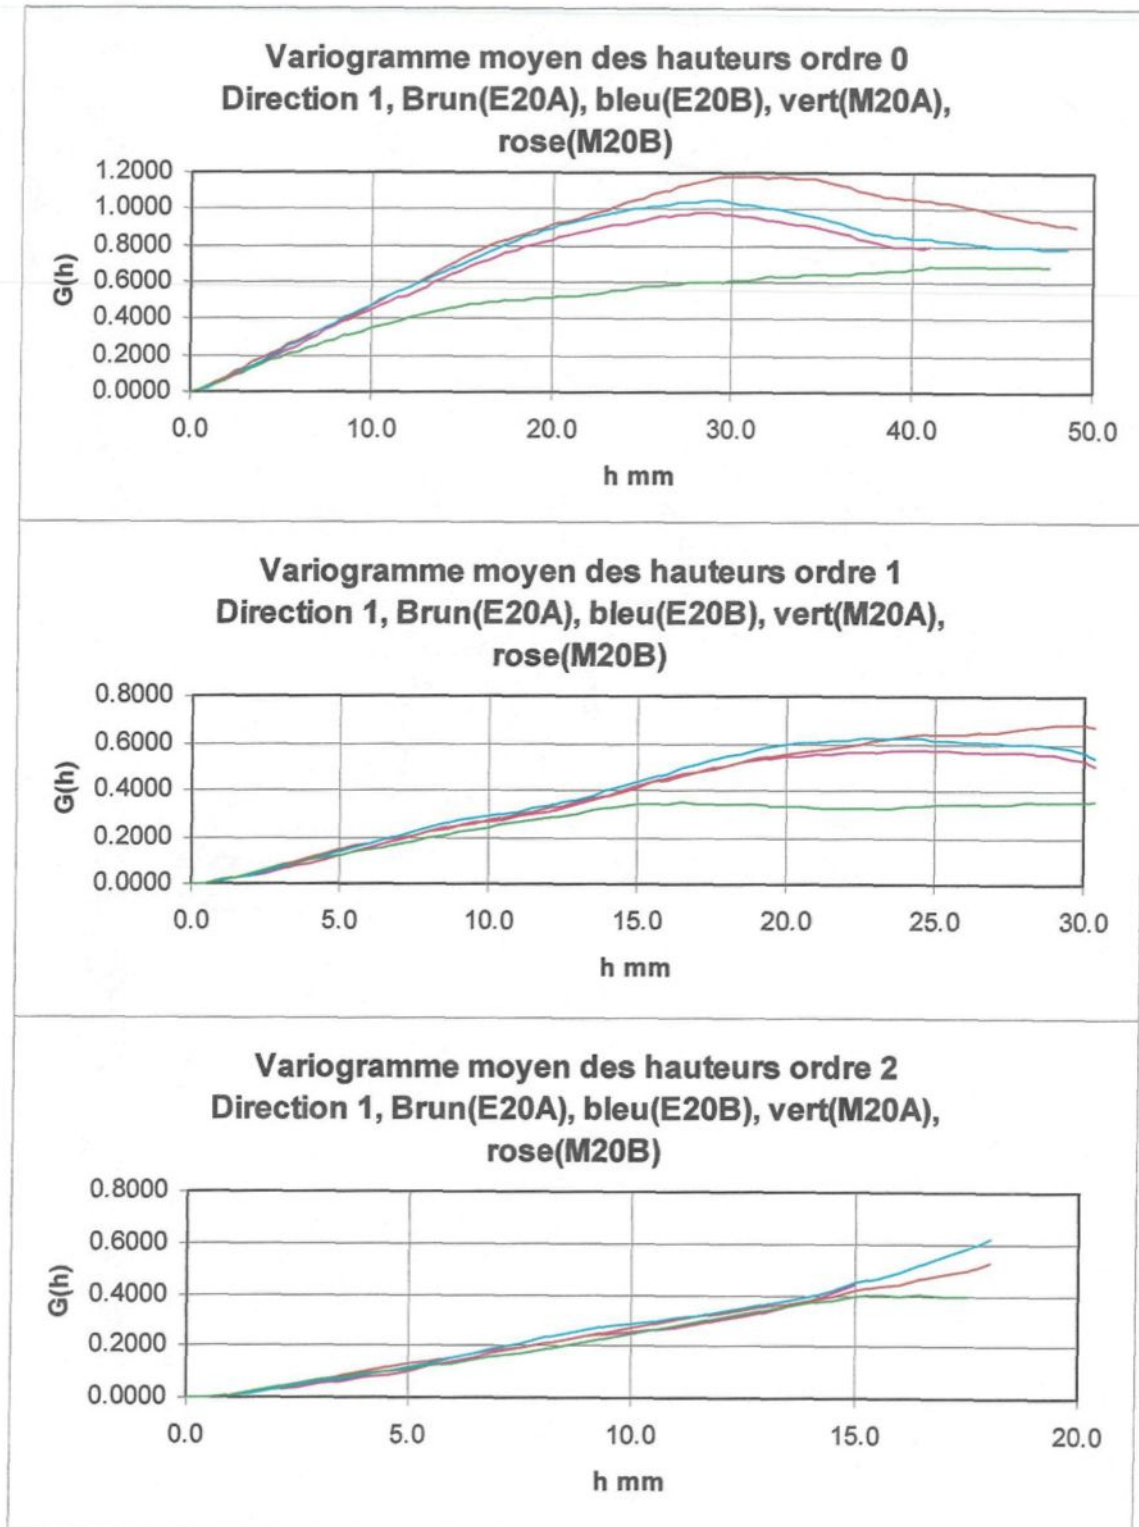 Variogramme moyen des hauteurs ordre 0
Direction 1, Brun(E20A), bleu(E20B), vert(M20A),
rose(M20B)
1.2000
1.0000
0.8000
0.6000
0.4000
0.2000
0.0000
G(h)
0.0 10.0 20.0 30.0 40.0 50.0
h mm
Variogramme moyen des hauteurs ordre 1
Direction 1, Brun(E20A), bleu(E20B), vert(M20A),
rose(M20B)
0.8000
0.6000
0.4000
0.2000
0.0000
G(h)
0.0 5.0 10.0 15.0 20.0 25.0 30.0
h mm
Variogramme moyen des hauteurs ordre 2
Direction 1, Brun(E20A), bleu(E20B), vert(M20A),
rose(M20B)
0.8000
0.6000
0.4000
0.2000
0.0000
G(h)
0.0 5.0 10.0 15.0 20.0
h mm